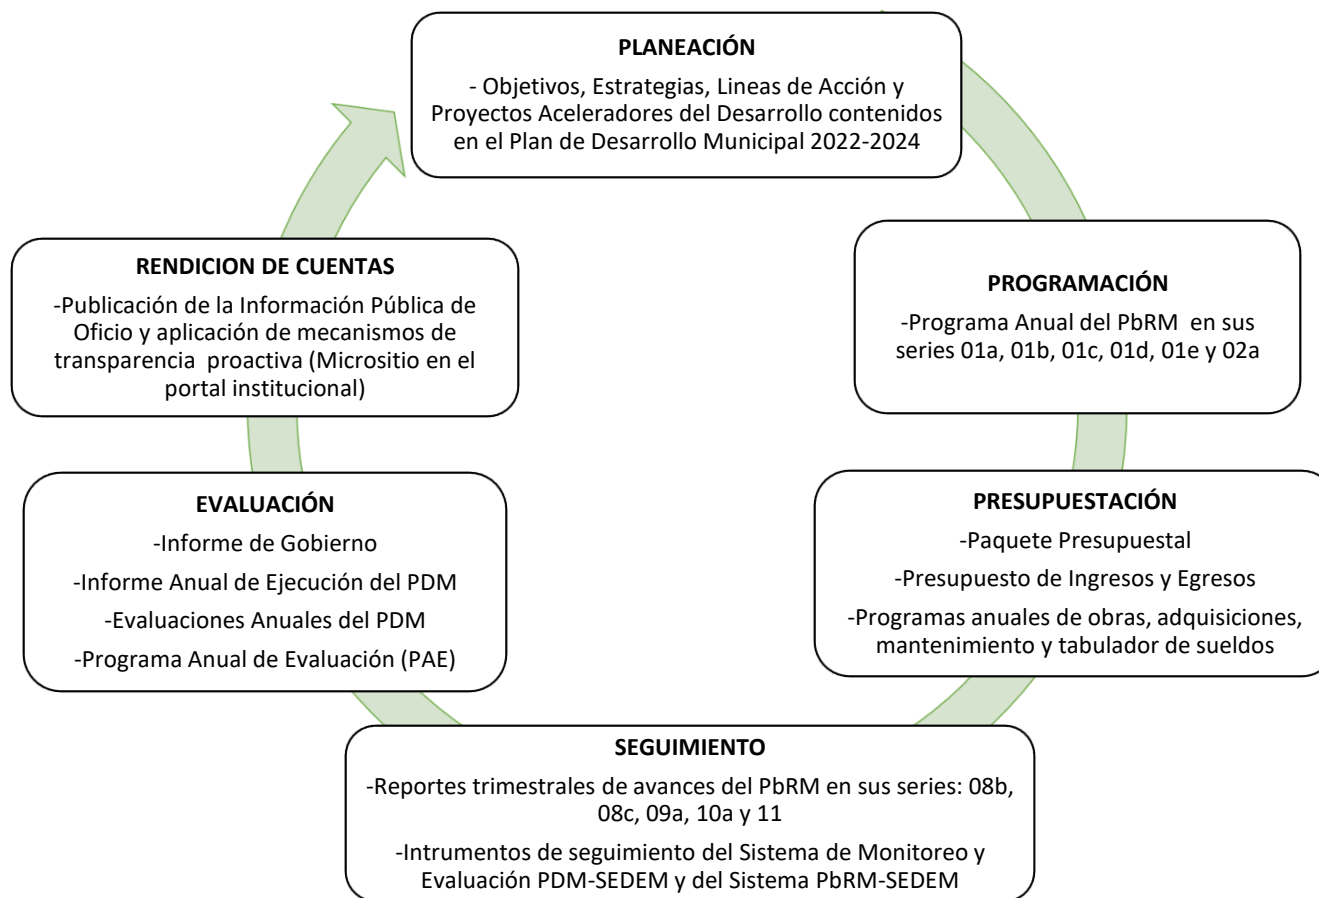 PLANEACIÓN
- Objetivos, Estrategias, Lineas de Acción y
Proyectos Aceleradores del Desarrollo contenidos
en el Plan de Desarrollo Municipal 2022-2024
PROGRAMACIÓN
-Programa Anual del PbRM en sus
series 01a, 01b, 01c, 01d, 01e y 02a
PRESUPUESTACIÓN
-Paquete Presupuestal
-Presupuesto de Ingresos y Egresos
-Programas anuales de obras, adquisiciones,
mantenimiento y tabulador de sueldos
SEGUIMIENTO
-Reportes trimestrales de avances del PbRM en sus series: 08b,
08c, 09a, 10a y 11
-Intrumentos de seguimiento del Sistema de Monitoreo y
Evaluación PDM-SEDEM y del Sistema PbRM-SEDEM
EVALUACIÓN
-Informe de Gobierno
-Informe Anual de Ejecución del PDM
-Evaluaciones Anuales del PDM
-Programa Anual de Evaluación (PAE)
RENDICION DE CUENTAS
-Publicación de la Información Pública de
Oficio y aplicación de mecanismos de
transparencia proactiva (Micrositio en el
portal institucional)